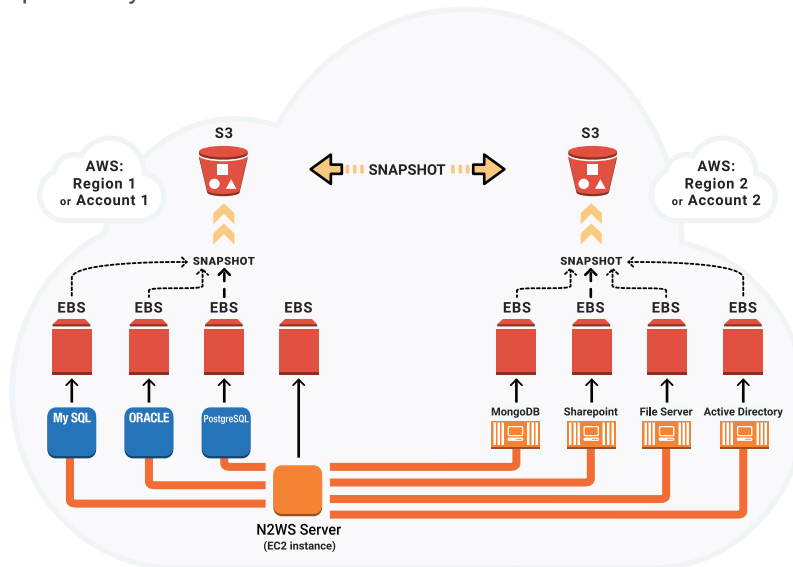 S3
S3
AWS:
Region 1
or Account 1
SNAPSHOT
AWS:
Region 2
or Account 2
SNAPSHOT
SNAPSHOT
EBS
EBS
EBS
EBS
EBS
EBS
EBS
EBS
My SQL
ORACLE
PostgreSQL
MongoDB
Sharepoint
File Server
Active Directory
N2WS Server
(EC2 instance)